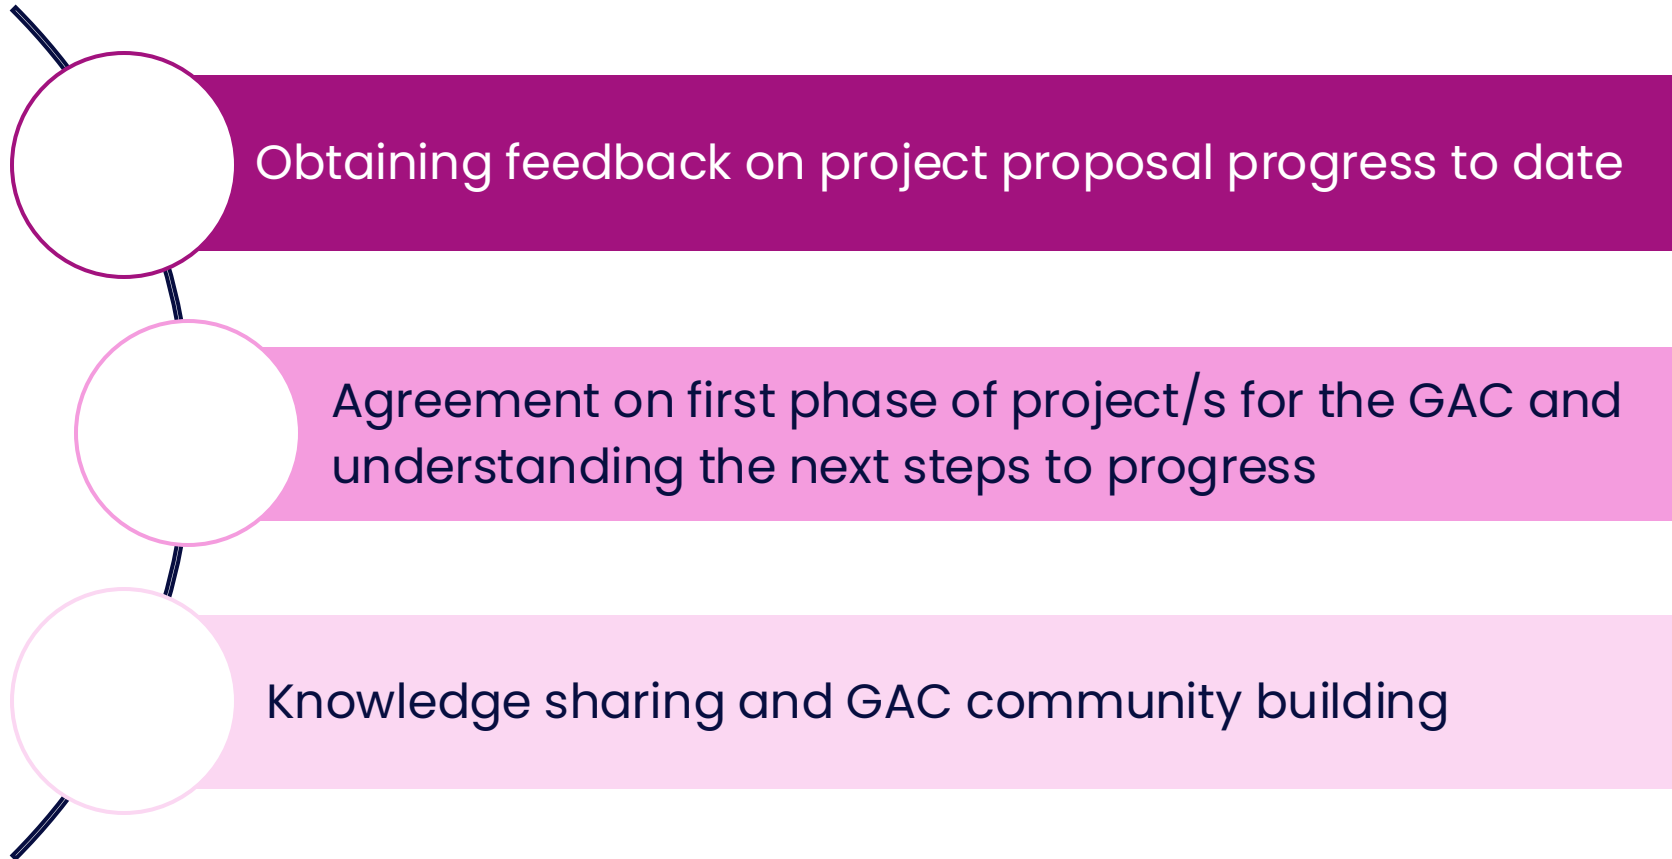 Obtaining feedback on project proposal progress to date
Agreement on first phase of project/s for the GAC and
understanding the next steps to progress
Knowledge sharing and GAC community building